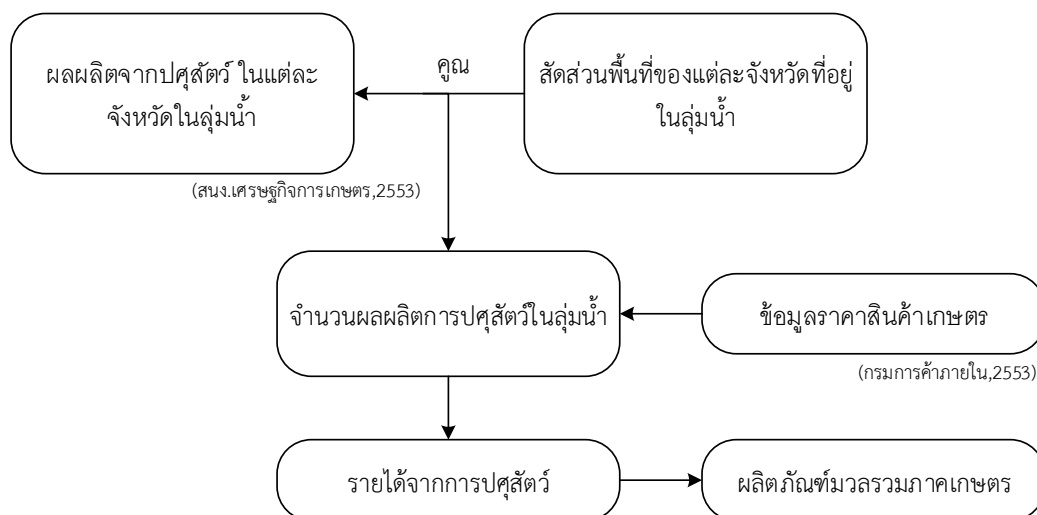 ผลผลิตจากปศุสัตว์ ในแต่ละ
จังหวัดในลุ่มน้ำ
คูณ
สัดส่วนพื้นที่ของแต่ละจังหวัดที่อยู่
ในลุ่มน้ำ
(สนง.เศรษฐกิจการเกษตร,2553)
จำนวนผลผลิตการปศุสัตว์ในลุ่มน้ำ
ข้อมูลราคาสินค้าเกษตร
(กรมการค้าภายใน,2553)
รายได้จากการปศุสัตว์
ผลิตภัณฑ์มวลรวมภาคเกษตร